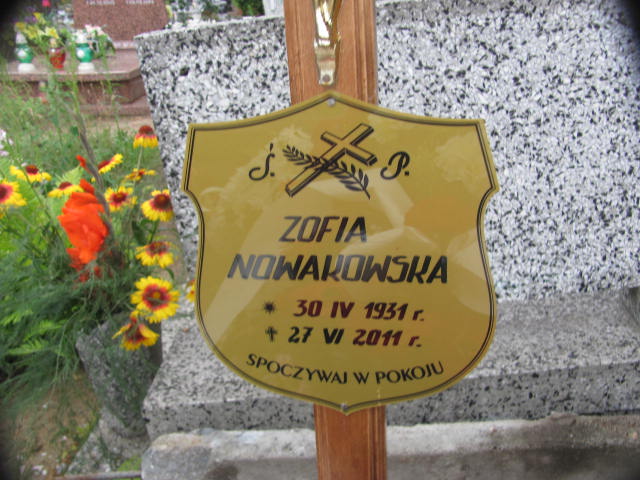 Ś. P.
ZOFIA
NOWAKOWSKA
* 30 IV 1931 r.
✝ 27 VI 2011 r.
SPOCZYWAJ W POKOJU